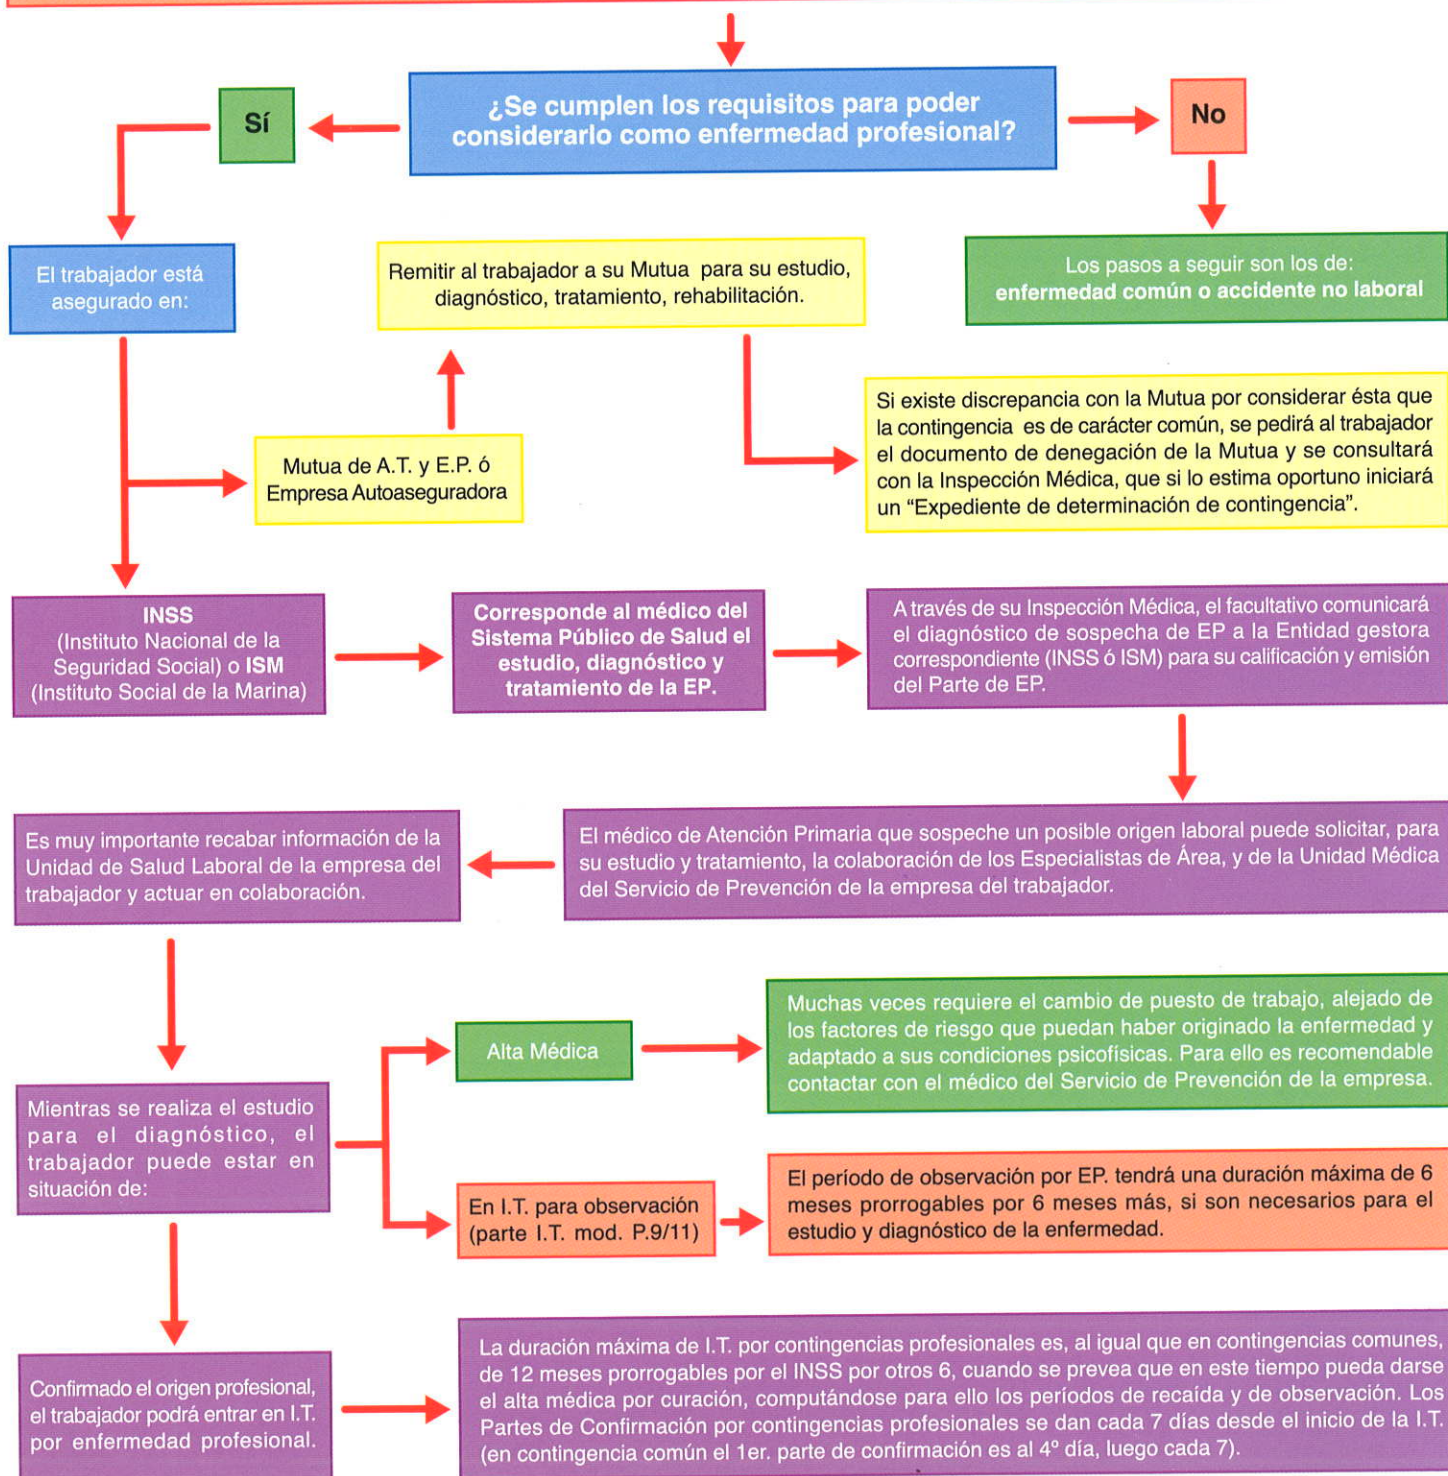 ¿Se cumplen los requisitos para poder
considerarlo como enfermedad profesional?
Sí
No
El trabajador está
asegurado en:
Remitir al trabajador a su Mutua para su estudio,
diagnóstico, tratamiento, rehabilitación.
Los pasos a seguir son los de:
enfermedad común o accidente no laboral
Mutua de A.T. y E.P. ó
Empresa Autoaseguradora
Si existe discrepancia con la Mutua por considerar ésta que
la contingencia es de carácter común, se pedirá al trabajador
el documento de denegación de la Mutua y se consultará
con la Inspección Médica, que si lo estima oportuno iniciará
un “Expediente de determinación de contingencia”.
INSS
(Instituto Nacional de la
Seguridad Social) o ISM
(Instituto Social de la Marina)
Corresponde al médico del
Sistema Público de Salud el
estudio, diagnóstico y
tratamiento de la EP.
A través de su Inspección Médica, el facultativo comunicará
el diagnóstico de sospecha de EP a la Entidad gestora
correspondiente (INSS ó ISM) para su calificación y emisión
del Parte de EP.
El médico de Atención Primaria que sospeche un posible origen laboral puede solicitar, para
su estudio y tratamiento, la colaboración de los Especialistas de Área, y de la Unidad Médica
del Servicio de Prevención de la empresa del trabajador.
Es muy importante recabar información de la
Unidad de Salud Laboral de la empresa del
trabajador y actuar en colaboración.
Mientras se realiza el estudio
para el diagnóstico, el
trabajador puede estar en
situación de:
Alta Médica
Muchas veces requiere el cambio de puesto de trabajo, alejado de
los factores de riesgo que puedan haber originado la enfermedad y
adaptado a sus condiciones psicofísicas. Para ello es recomendable
contactar con el médico del Servicio de Prevención de la empresa.
En I.T. para observación
(parte I.T. mod. P.9/11)
El período de observación por EP. tendrá una duración máxima de 6
meses prorrogables por 6 meses más, si son necesarios para el
estudio y diagnóstico de la enfermedad.
Confirmado el origen profesional,
el trabajador podrá entrar en I.T.
por enfermedad profesional.
La duración máxima de I.T. por contingencias profesionales es, al igual que en contingencias comunes,
de 12 meses prorrogables por el INSS por otros 6, cuando se prevea que en este tiempo pueda darse
el alta médica por curación, computándose para ello los períodos de recaída y de observación. Los
Partes de Confirmación por contingencias profesionales se dan cada 7 días desde el inicio de la I.T.
(en contingencia común el 1er. parte de confirmación es al 4º día, luego cada 7).